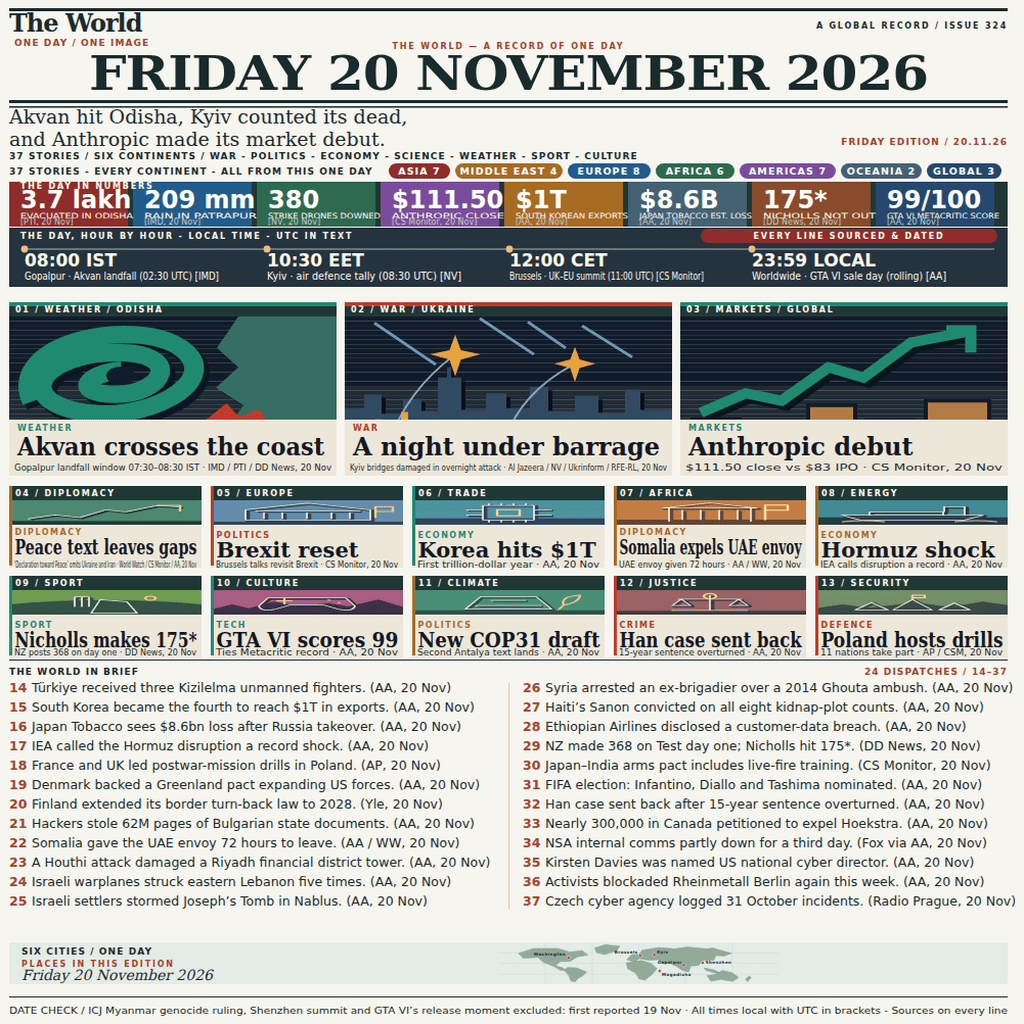 The World
A GLOBAL RECORD / ISSUE 324
ONE DAY / ONE IMAGE
THE WORLD — A RECORD OF ONE DAY
FRIDAY 20 NOVEMBER 2026
Akvan hit Odisha, Kyiv counted its dead,
and Anthropic made its market debut.
FRIDAY EDITION / 20.11.26
37 STORIES / SIX CONTINENTS / WAR - POLITICS - ECONOMY - SCIENCE - WEATHER - SPORT - CULTURE
37 STORIES - EVERY CONTINENT - ALL FROM THIS ONE DAY
ASIA 7
MIDDLE EAST 4
EUROPE 8
AFRICA 6
AMERICAS 7
OCEANIA 2
GLOBAL 3
THE DAY IN NUMBERS
3.7 lakh
EVACUATED IN ODISHA
[PTI, 20 Nov]
209 mm
RAIN IN PATRAPUR
[IMD, 20 Nov]
380
STRIKE DRONES DOWNED
[NV, 20 Nov]
$111.50
ANTHROPIC CLOSE
[CS Monitor, 20 Nov]
$1T
SOUTH KOREAN EXPORTS
[AA, 20 Nov]
$8.6B
JAPAN TOBACCO EST. LOSS
[AA, 20 Nov]
175*
NICHOLLS NOT OUT
[DD News, 20 Nov]
99/100
GTA VI METACRITIC SCORE
[AA, 20 Nov]
THE DAY, HOUR BY HOUR - LOCAL TIME - UTC IN TEXT
EVERY LINE SOURCED & DATED
08:00 IST
Gopalpur · Akvan landfall (02:30 UTC) [IMD]
10:30 EET
Kyiv · air defence tally (08:30 UTC) [NV]
12:00 CET
Brussels · UK-EU summit (11:00 UTC) [CS Monitor]
23:59 LOCAL
Worldwide · GTA VI sale day (rolling) [AA]
01 / WEATHER / ODISHA
WEATHER
Akvan crosses the coast
Gopalpur landfall window 07:30–08:30 IST · IMD / PTI / DD News, 20 Nov
02 / WAR / UKRAINE
WAR
A night under barrage
Kyiv bridges damaged in overnight attack · Al Jazeera / NV / Ukrinform / RFE-RL, 20 Nov
03 / MARKETS / GLOBAL
MARKETS
Anthropic debut
$111.50 close vs $83 IPO · CS Monitor, 20 Nov
04 / DIPLOMACY
DIPLOMACY
Peace text leaves gaps
'Declaration toward Peace' omits Ukraine and Iran · World Watch / CS Monitor / AA, 20 Nov
05 / EUROPE
POLITICS
Brexit reset
Brussels talks revisit Brexit · CS Monitor, 20 Nov
06 / TRADE
ECONOMY
Korea hits $1T
First trillion-dollar year · AA, 20 Nov
07 / AFRICA
DIPLOMACY
Somalia expels UAE envoy
UAE envoy given 72 hours · AA / WW, 20 Nov
08 / ENERGY
ECONOMY
Hormuz shock
IEA calls disruption a record · AA, 20 Nov
09 / SPORT
SPORT
Nicholls makes 175*
NZ posts 368 on day one · DD News, 20 Nov
10 / CULTURE
TECH
GTA VI scores 99
Ties Metacritic record · AA, 20 Nov
11 / CLIMATE
POLITICS
New COP31 draft
Second Antalya text lands · AA, 20 Nov
12 / JUSTICE
CRIME
Han case sent back
15-year sentence overturned · AA, 20 Nov
13 / SECURITY
DEFENCE
Poland hosts drills
11 nations take part · AP / CSM, 20 Nov
THE WORLD IN BRIEF
24 DISPATCHES / 14–37
14 Türkiye received three Kizilelma unmanned fighters. (AA, 20 Nov)
15 South Korea became the fourth to reach $1T in exports. (AA, 20 Nov)
16 Japan Tobacco sees $8.6bn loss after Russia takeover. (AA, 20 Nov)
17 IEA called the Hormuz disruption a record shock. (AA, 20 Nov)
18 France and UK led postwar-mission drills in Poland. (AP, 20 Nov)
19 Denmark backed a Greenland pact expanding US forces. (AA, 20 Nov)
20 Finland extended its border turn-back law to 2028. (Yle, 20 Nov)
21 Hackers stole 62M pages of Bulgarian state documents. (AA, 20 Nov)
22 Somalia gave the UAE envoy 72 hours to leave. (AA / WW, 20 Nov)
23 A Houthi attack damaged a Riyadh financial district tower. (AA, 20 Nov)
24 Israeli warplanes struck eastern Lebanon five times. (AA, 20 Nov)
25 Israeli settlers stormed Joseph’s Tomb in Nablus. (AA, 20 Nov)
26 Syria arrested an ex-brigadier over a 2014 Ghouta ambush. (AA, 20 Nov)
27 Haiti’s Sanon convicted on all eight kidnap-plot counts. (AA, 20 Nov)
28 Ethiopian Airlines disclosed a customer-data breach. (AA, 20 Nov)
29 NZ made 368 on Test day one; Nicholls hit 175*. (DD News, 20 Nov)
30 Japan–India arms pact includes live-fire training. (CS Monitor, 20 Nov)
31 FIFA election: Infantino, Diallo and Tashima nominated. (AA, 20 Nov)
32 Han case sent back after 15-year sentence overturned. (AA, 20 Nov)
33 Nearly 300,000 in Canada petitioned to expel Hoekstra. (AA, 20 Nov)
34 NSA internal comms partly down for a third day. (Fox via AA, 20 Nov)
35 Kirsten Davies was named US national cyber director. (AA, 20 Nov)
36 Activists blockaded Rheinmetall Berlin again this week. (AA, 20 Nov)
37 Czech cyber agency logged 31 October incidents. (Radio Prague, 20 Nov)
SIX CITIES / ONE DAY
PLACES IN THIS EDITION
Friday 20 November 2026
Washington
Brussels
Kyiv
Gopalpur
Shenzhen
Mogadishu
DATE CHECK / ICJ Myanmar genocide ruling, Shenzhen summit and GTA VI’s release moment excluded: first reported 19 Nov · All times local with UTC in brackets - Sources on every line